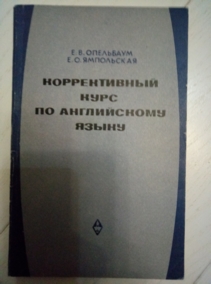 Е. В. ОПЕЛЬБАУМ
Е. О. ЯМПОЛЬСКАЯ
КОРРЕКТИВНЫЙ
КУРС
ПО АНГЛИЙСКОМУ
ЯЗЫКУ